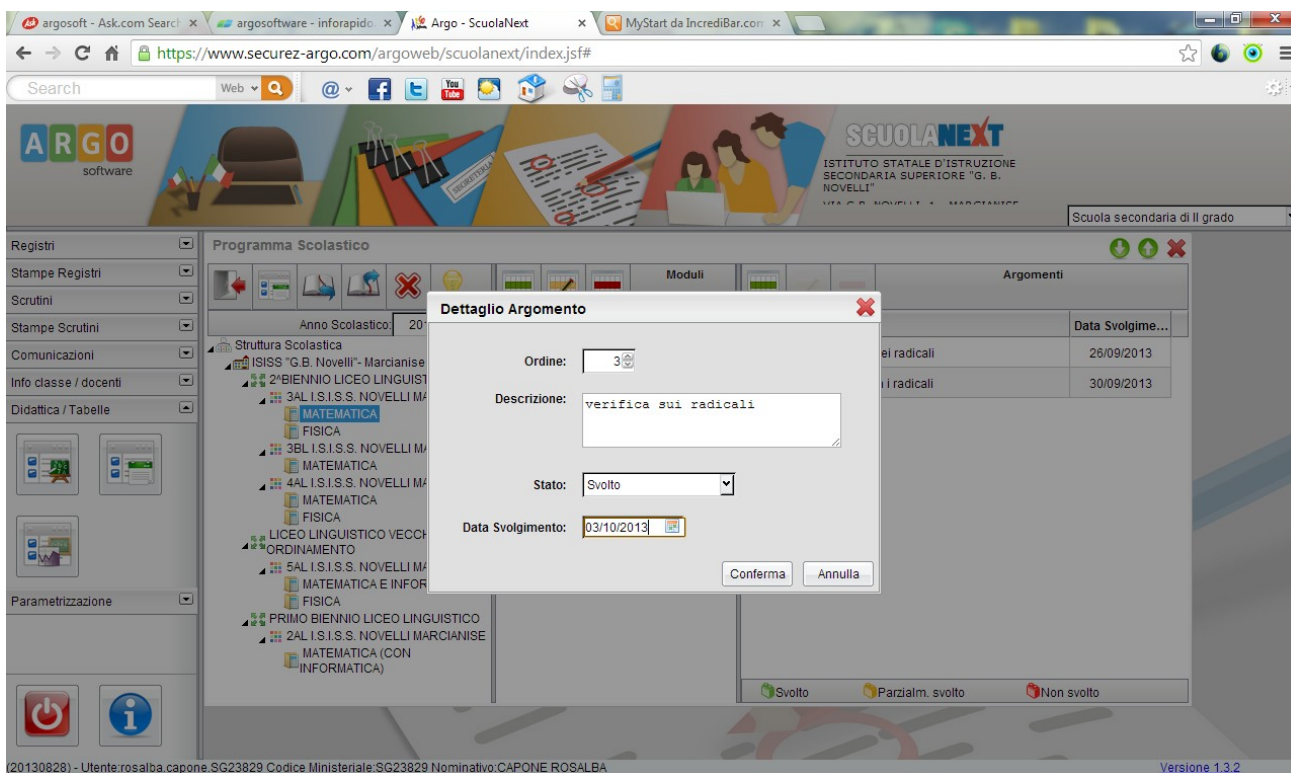 argosoft - Ask.com Search
argosoftware - inforapido.
Argo - ScuolaNext
MyStart da IncrediBar.com
https://www.securez-argo.com/argoweb/scuolanext/index.jsf#
Search
Web
You
Tube
ARGO
software
SEGRETERIA
SCUOLANEXT
ISTITUTO STATALE D'ISTRUZIONE
SECONDARIA SUPERIORE "G. B.
NOVELLI"
Scuola secondaria di II grado
Registri
Stampe Registri
Scrutini
Stampe Scrutini
Comunicazioni
Info classe / docenti
Didattica / Tabelle
Parametrizzazione
Programma Scolastico
Moduli
Argomenti
Anno Scolastico: 20
Data Svolgime...
Struttura Scolastica
ISISS "G.B. Novelli"- Marcianise
2^BIENNIO LICEO LINGUIST
3AL I.S.I.S.S. NOVELLI MA
MATEMATICA
FISICA
3BL I.S.I.S.S. NOVELLI MA
MATEMATICA
4AL I.S.I.S.S. NOVELLI MA
MATEMATICA
FISICA
LICEO LINGUISTICO VECCH
ORDINAMENTO
5AL I.S.I.S.S. NOVELLI MA
MATEMATICA E INFOR
FISICA
PRIMO BIENNIO LICEO LINGUISTICO
2AL I.S.I.S.S. NOVELLI MARCIANISE
MATEMATICA (CON
INFORMATICA)
ei radicali 26/09/2013
i radicali 30/09/2013
Dettaglio Argomento
Ordine: 3
Descrizione: verifica sui radicali
Stato: Svolto
Data Svolgimento: 03/10/2013
Conferma Annulla
Svolto Parzialm. svolto Non svolto
(20130828) - Utente:rosalba.capone.SG23829 Codice Ministeriale:SG23829 Nominativo:CAPONE ROSALBA
Versione 1.3.2